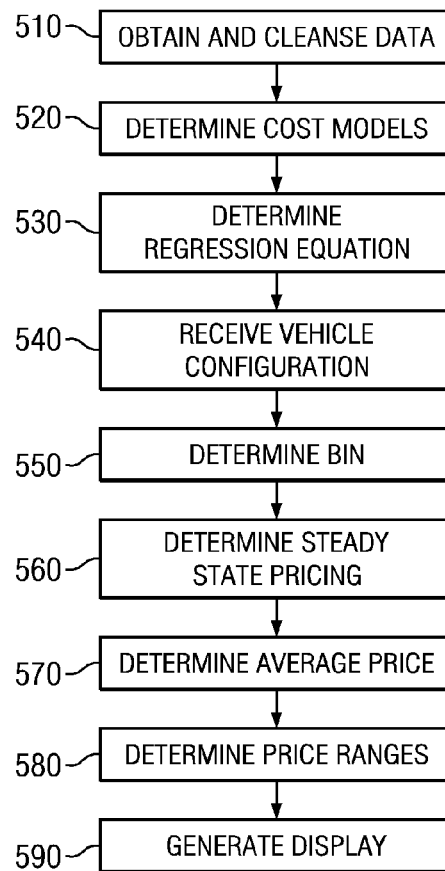 510 OBTAIN AND CLEANSE DATA
520 DETERMINE COST MODELS
530 DETERMINE
REGRESSION EQUATION
540 RECEIVE VEHICLE
CONFIGURATION
550 DETERMINE BIN
560 DETERMINE STEADY
STATE PRICING
570 DETERMINE AVERAGE PRICE
580 DETERMINE PRICE RANGES
590 GENERATE DISPLAY